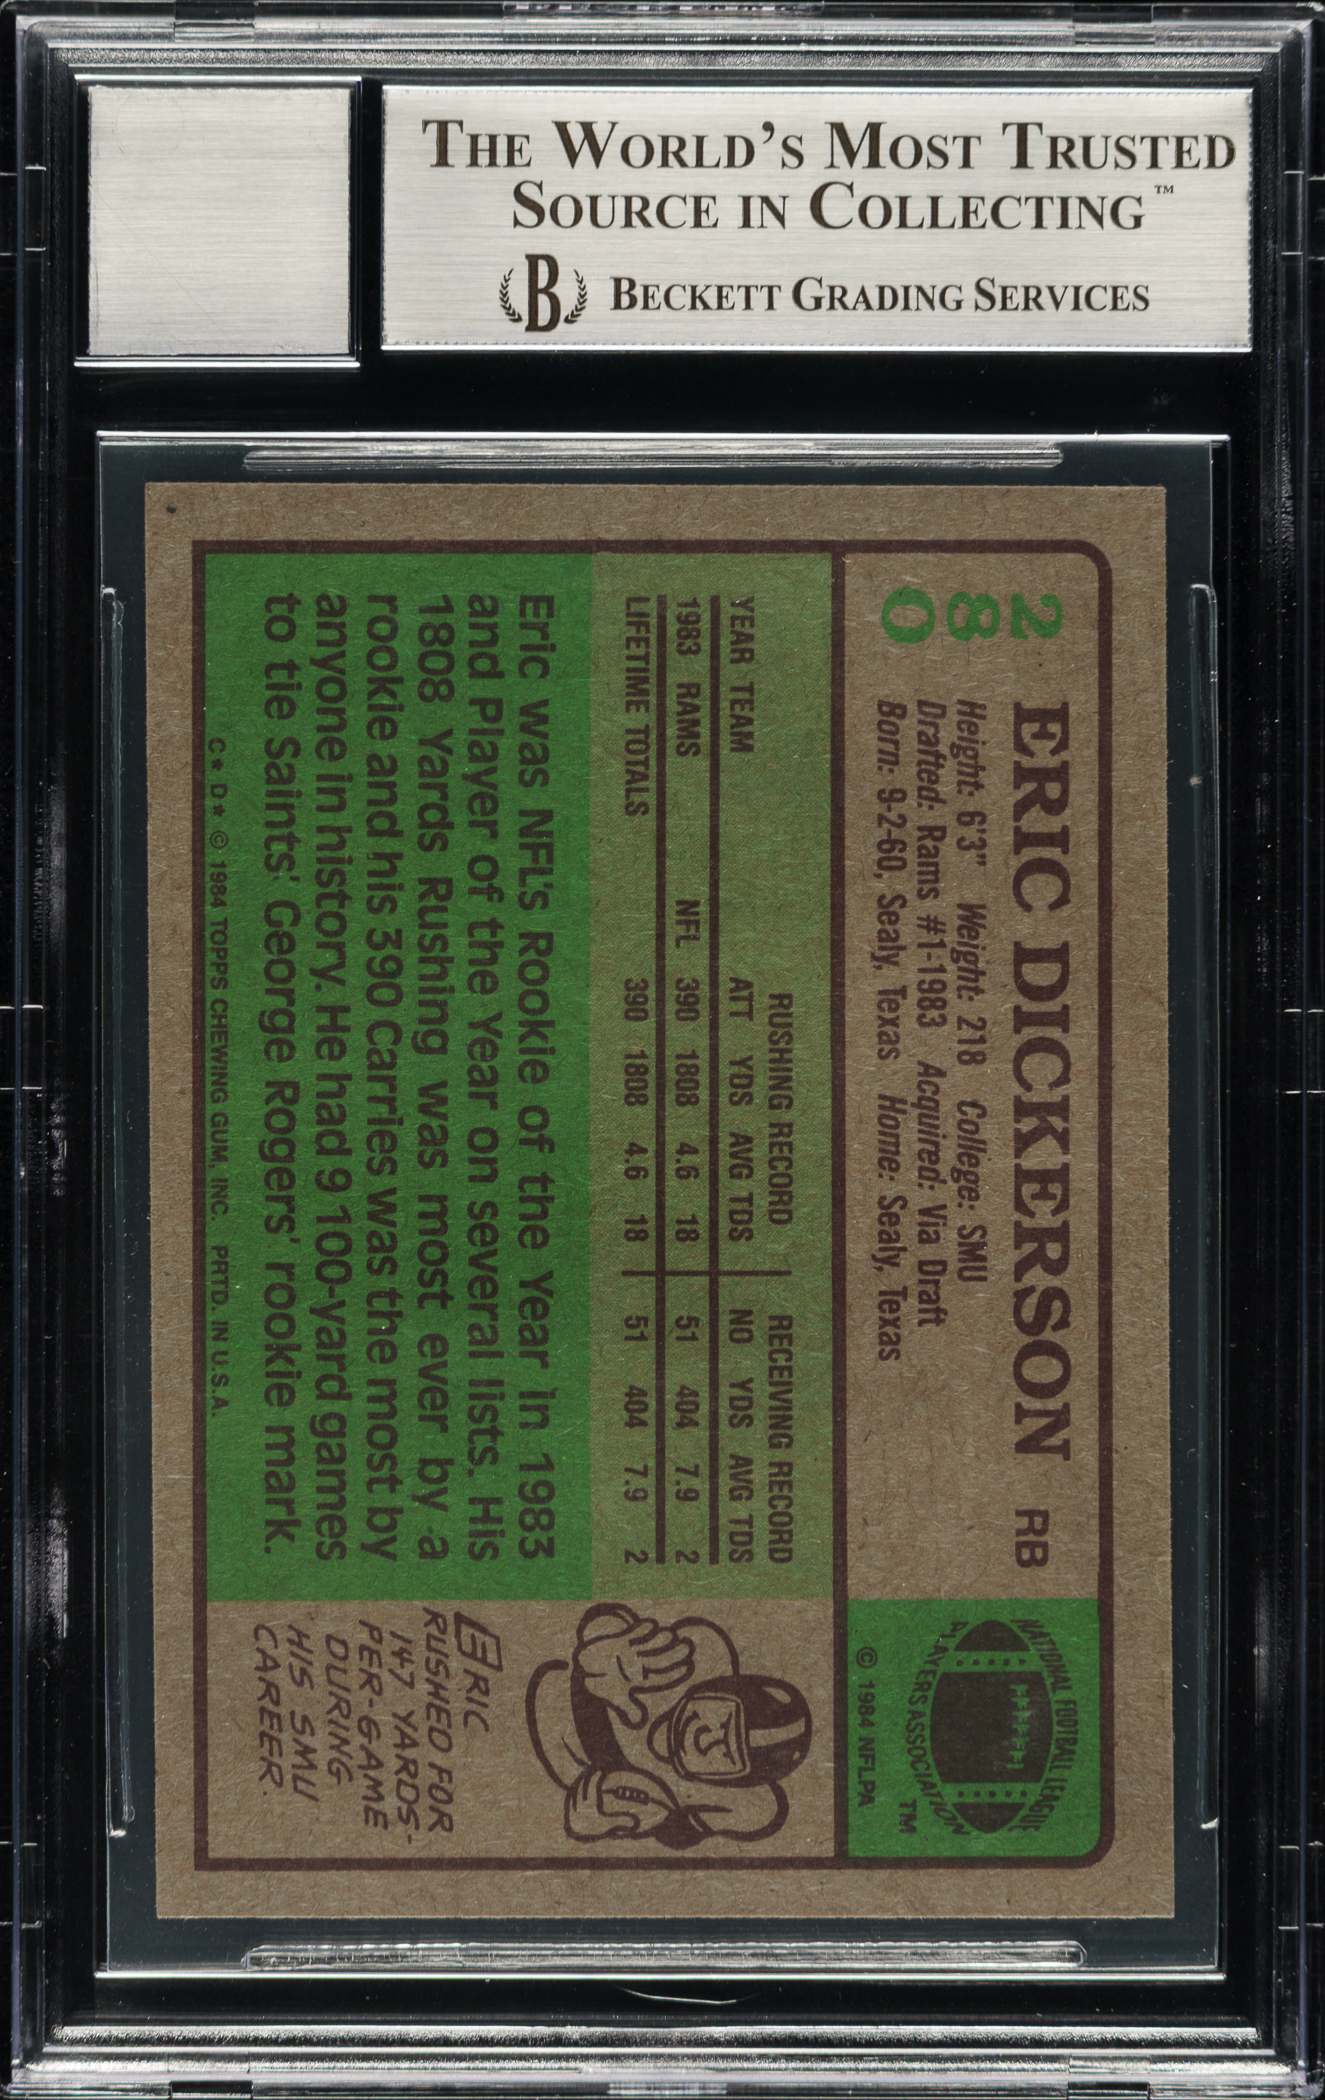 THE WORLD'S MOST TRUSTED
SOURCE IN COLLECTING™
B BECKETT GRADING SERVICES
280
ERIC DICKERSON RB
Height: 6'3" Weight: 218 College: SMU
Drafted: Rams #1-1983 Acquired: Via Draft
Born: 9-2-60, Sealy, Texas Home: Sealy, Texas
NATIONAL FOOTBALL LEAGUE
PLAYERS ASSOCIATION
TM
© 1984 NFLPA
RUSHING RECORD RECEIVING RECORD
YEAR TEAM ATT YDS AVG TDS NO YDS AVG TDS
1983 RAMS NFL 390 1808 4.6 18 51 404 7.9 2
LIFETIME TOTALS 390 1808 4.6 18 51 404 7.9 2
Eric was NFL's Rookie of the Year in 1983
and Player of the Year on several lists. His
1808 Yards Rushing was most ever by a
rookie and his 390 Carries was the most by
anyone in history. He had 9 100-yard games
to tie Saints' George Rogers' rookie mark.
C * D * © 1984 TOPPS CHEWING GUM, INC. PRTD. IN U.S.A.
ERIC
RUSHED FOR
147 YARDS-
PER-GAME
DURING
HIS SMU
CAREER.